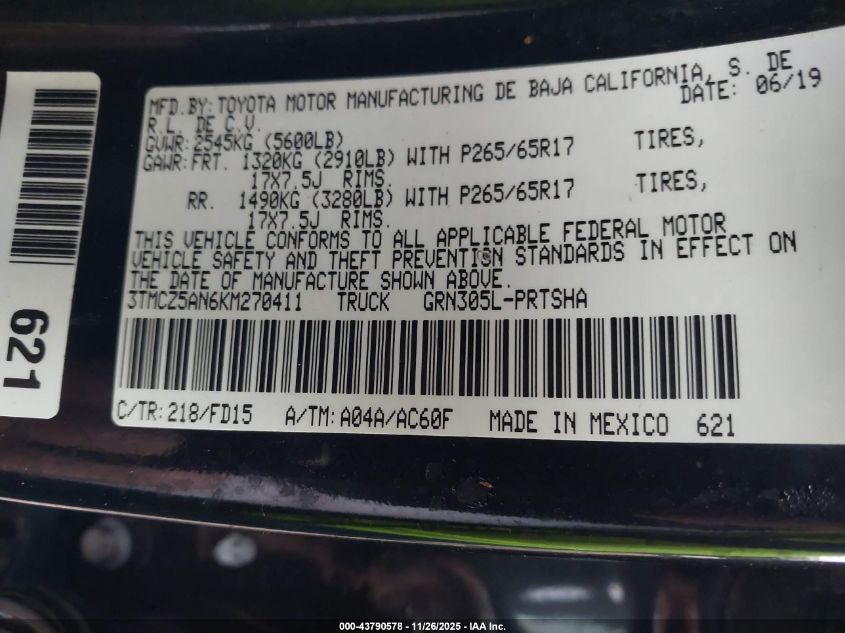 MFD.BY: TOYOTA MOTOR MANUFACTURING DE BAJA CALIFORNIA, S. DE
R.L. DE C.V. DATE: 06/19
GVWR: 2545KG (5600LB)
GAWR: FRT. 1320KG (2910LB) WITH P265/65R17 TIRES,
17X7.5J RIMS.
RR. 1490KG (3280LB) WITH P265/65R17 TIRES,
17X7.5J RIMS.
THIS VEHICLE CONFORMS TO ALL APPLICABLE FEDERAL MOTOR
VEHICLE SAFETY AND THEFT PREVENTION STANDARDS IN EFFECT ON
THE DATE OF MANUFACTURE SHOWN ABOVE.
3TMCZ5AN6KM270411 TRUCK GRN305L-PRTSHA
C/TR: 218/FD15 A/TM: A04A/AC60F MADE IN MEXICO 621
621
000-43790578 - 11/26/2025 - IAA Inc.